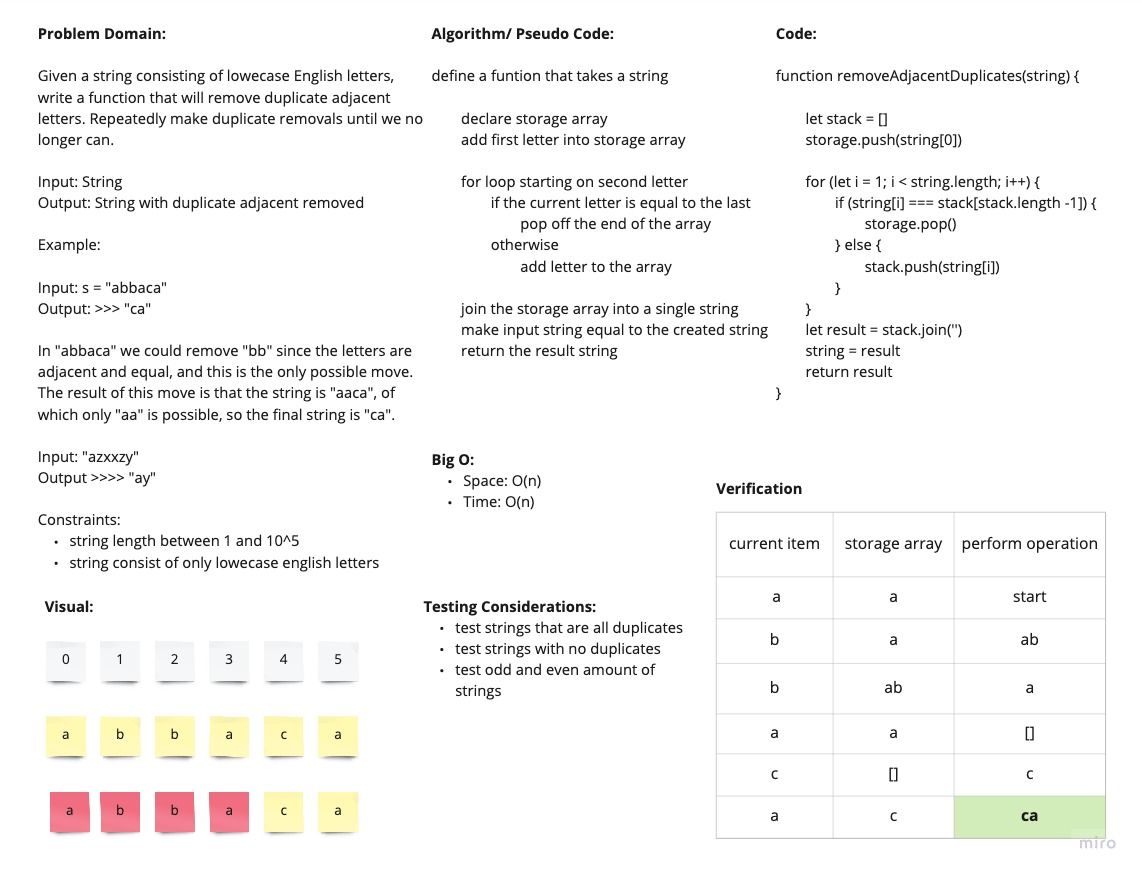 Problem Domain:
Given a string consisting of lowecase English letters,
write a function that will remove duplicate adjacent
letters. Repeatedly make duplicate removals until we no
longer can.
Input: String
Output: String with duplicate adjacent removed
Example:
Input: s = "abbaca"
Output: >>> "ca"
In "abbaca" we could remove "bb" since the letters are
adjacent and equal, and this is the only possible move.
The result of this move is that the string is "aaca", of
which only "aa" is possible, so the final string is "ca".
Input: "azxxzy"
Output >>>> "ay"
Constraints:
• string length between 1 and 10^5
• string consist of only lowecase english letters
Visual:
0 1 2 3 4 5
a b b a c a
a b b a c a
Algorithm/ Pseudo Code:
define a funtion that takes a string
declare storage array
add first letter into storage array
for loop starting on second letter
if the current letter is equal to the last
pop off the end of the array
otherwise
add letter to the array
join the storage array into a single string
make input string equal to the created string
return the result string
Big O:
• Space: O(n)
• Time: O(n)
Testing Considerations:
• test strings that are all duplicates
• test strings with no duplicates
• test odd and even amount of
strings
Code:
function removeAdjacentDuplicates(string) {
let stack = []
storage.push(string[0])
for (let i = 1; i < string.length; i++) {
if (string[i] === stack[stack.length -1]) {
storage.pop()
} else {
stack.push(string[i])
}
}
let result = stack.join('')
string = result
return result
}
Verification
current item storage array perform operation
a a start
b a ab
b ab a
a a []
c [] c
a c ca
miro